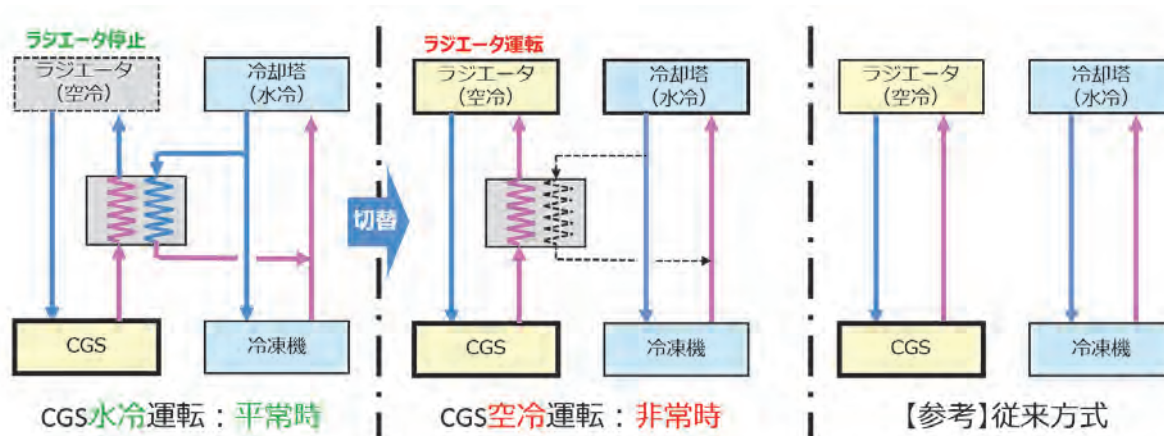 ラジエータ停止
ラジエータ
(空冷)
冷却塔
(水冷)
CGS
冷凍機
CGS水冷運転：平常時
切替
ラジエータ運転
ラジエータ
(空冷)
冷却塔
(水冷)
CGS
冷凍機
CGS空冷運転：非常時
ラジエータ
(空冷)
冷却塔
(水冷)
CGS
冷凍機
【参考】従来方式